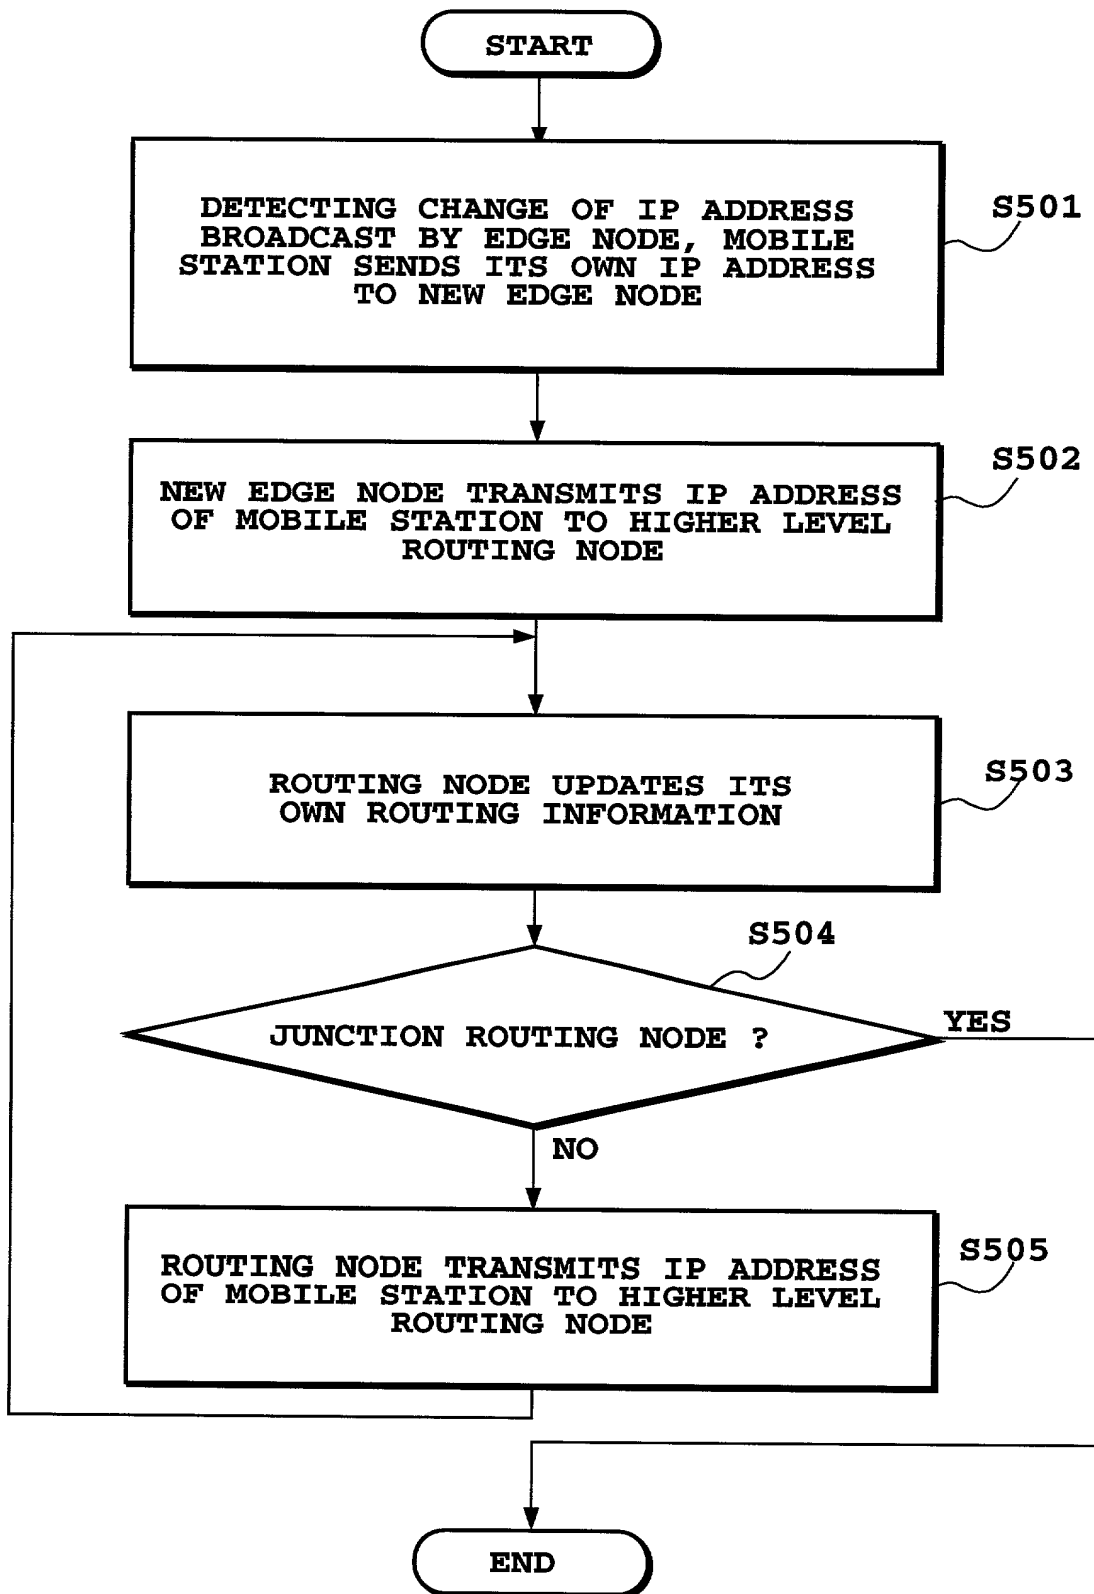 START
DETECTING CHANGE OF IP ADDRESS
BROADCAST BY EDGE NODE, MOBILE
STATION SENDS ITS OWN IP ADDRESS
TO NEW EDGE NODE
S501
NEW EDGE NODE TRANSMITS IP ADDRESS
OF MOBILE STATION TO HIGHER LEVEL
ROUTING NODE
S502
ROUTING NODE UPDATES ITS
OWN ROUTING INFORMATION
S503
S504
JUNCTION ROUTING NODE ?
YES
NO
ROUTING NODE TRANSMITS IP ADDRESS
OF MOBILE STATION TO HIGHER LEVEL
ROUTING NODE
S505
END